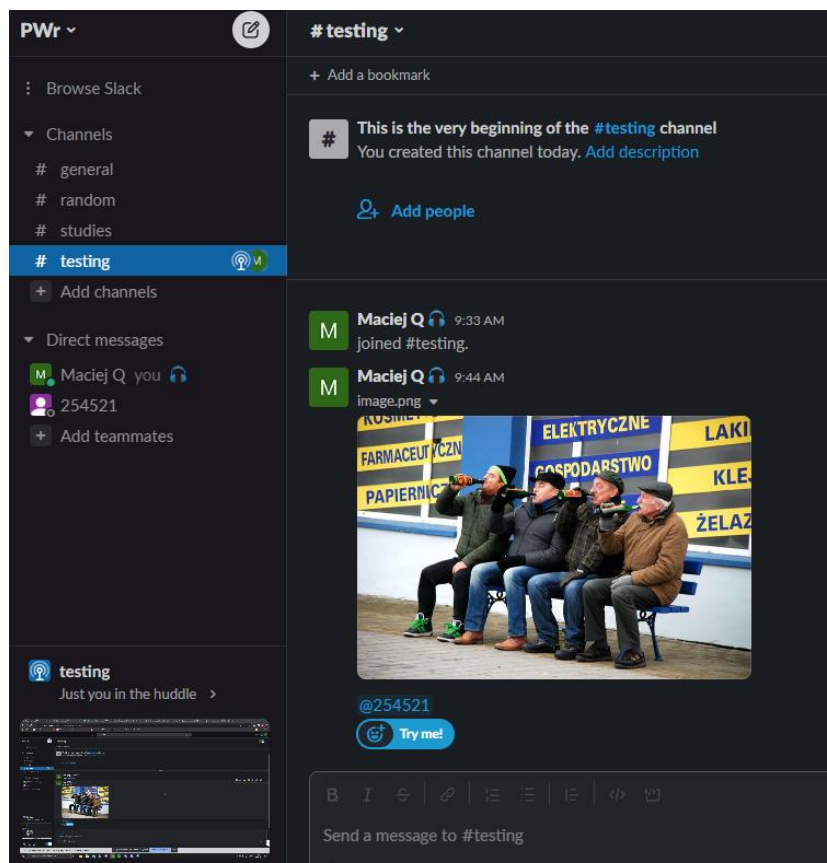 PWr
Browse Slack
Channels
# general
# random
# studies
# testing
M
+ Add channels
Direct messages
M Maciej Q you
254521
+ Add teammates
testing
Just you in the huddle >
# testing
+ Add a bookmark
# This is the very beginning of the #testing channel
You created this channel today. Add description
Add people
M Maciej Q 9:33 AM
joined #testing.
M Maciej Q 9:44 AM
image.png
FARMACEUTYCZN
PAPIERNIC
ELEKTRYCZNE
GOSPODARSTWO
LAKI
KLE
ŻELAZ
@254521
Try me!
B I S
Send a message to #testing